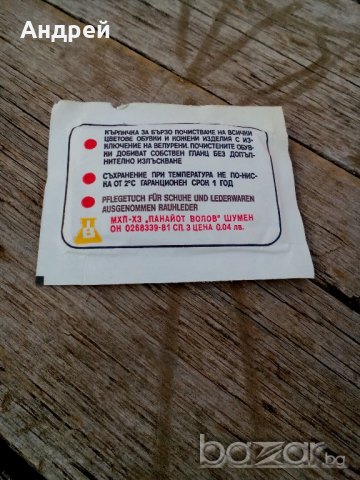 Андрей
КЪРПИЧКА ЗА БЪРЗО ПОЧИСТВАНЕ НА ВСИЧКИ
ЦВЕТОВЕ ОБУВКИ И КОЖЕНИ ИЗДЕЛИЯ С ИЗ-
КЛЮЧЕНИЕ НА ВЕЛУРЕНИ. ПОЧИСТЕНИТЕ ОБУВ-
КИ ДОБИВАТ СОБСТВЕН ГЛАНЦ БЕЗ ДОПЪЛ-
НИТЕЛНО ИЗЛЪСКВАНЕ
СЪХРАНЕНИЕ ПРИ ТЕМПЕРАТУРА НЕ ПО-НИС-
КА ОТ 2°С ГАРАНЦИОНЕН СРОК 1 ГОД
PFLEGETUCH FÜR SCHUHE UND LEDERWAREN
AUSGENOMMEN RAUHLEDER
МХП-ХЗ „ПАНАЙОТ ВОЛОВ" ШУМЕН
ОН 0268339-81 СП. 3 ЦЕНА 0.04 лв.
bazar.bg